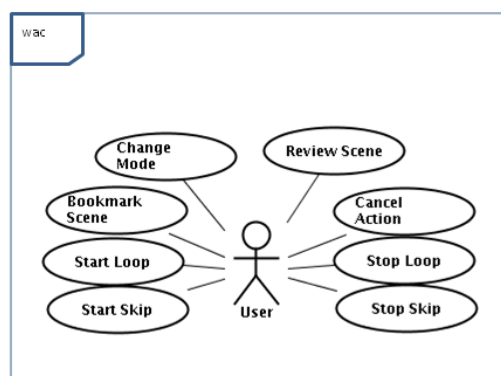 wac
Change
Mode
Review Scene
Bookmark
Scene
Cancel
Action
Start Loop
Stop Loop
Start Skip
Stop Skip
User